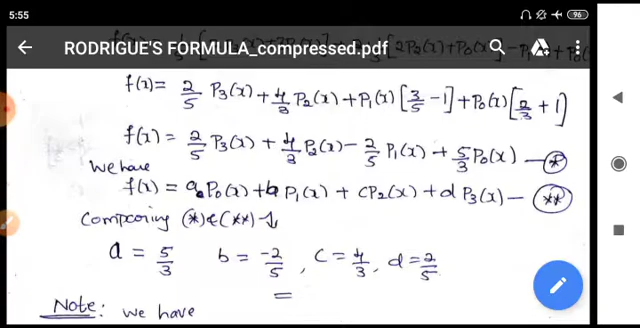 5:55
96
RODRIGUE'S FORMULA_compressed.pdf
f(x) = 2/5 P₃(x) + 4/3 P₂(x) + P₁(x) [3/5 - 1] + P₀(x) [2/3 + 1]
f(x) = 2/5 P₃(x) + 4/3 P₂(x) - 2/5 P₁(x) + 5/3 P₀(x) — (*)
We have
f(x) = a P₀(x) + b P₁(x) + c P₂(x) + d P₃(x) — (**)
Comparing (*) & (**) ↓
a = 5/3 b = -2/5 , c = 4/3 , d = 2/5
=
Note: we have